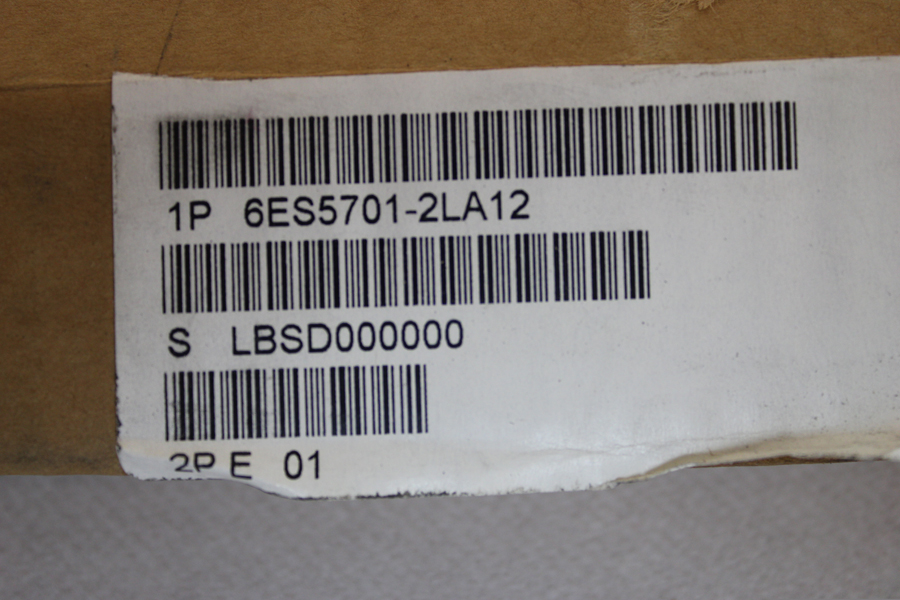 1P 6ES5701-2LA12
S LBSD000000
2P E 01